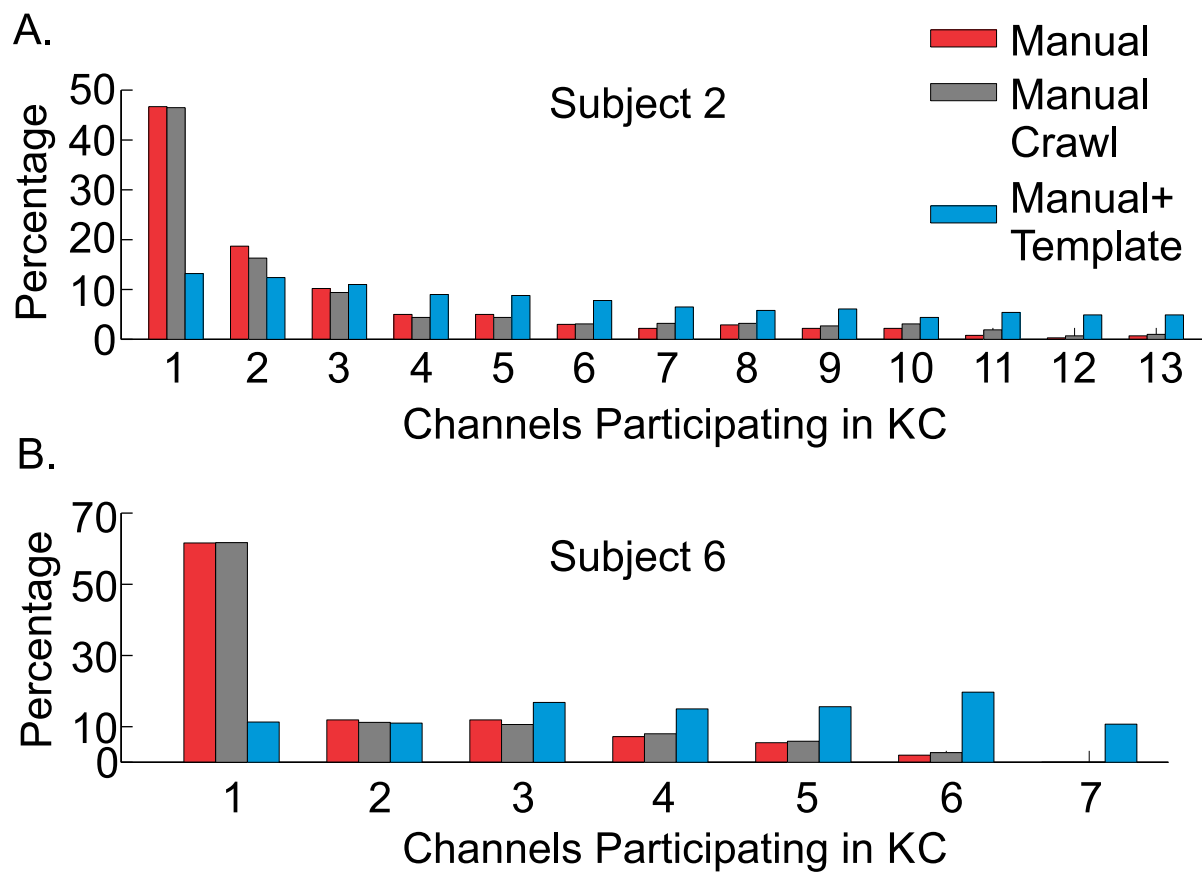 A.
Manual
Manual
Crawl
Manual+
Template
Subject 2
Percentage
50
40
30
20
10
0
1 2 3 4 5 6 7 8 9 10 11 12 13
Channels Participating in KC
B.
Subject 6
Percentage
70
50
30
10
0
1 2 3 4 5 6 7
Channels Participating in KC